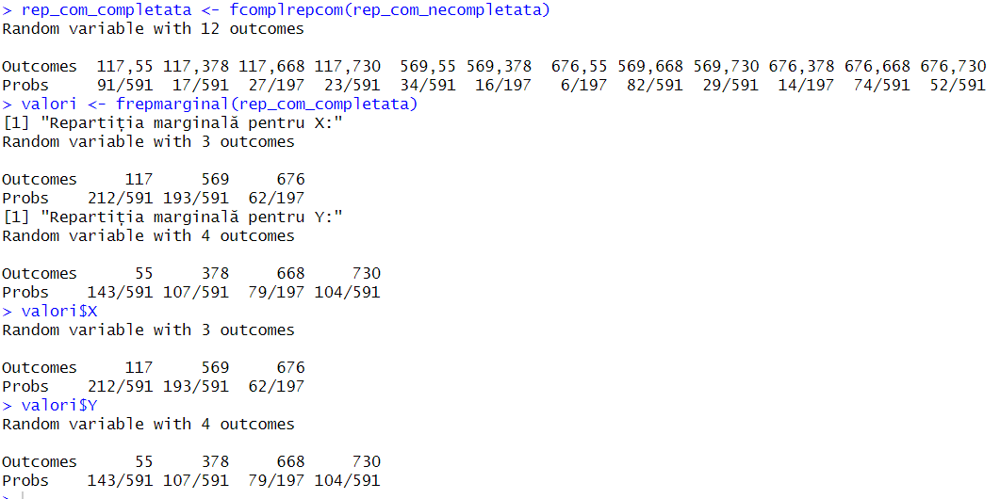 > rep_com_completata <- fcomplrepcom(rep_com_necompletata)
Random variable with 12 outcomes
Outcomes 117,55 117,378 117,668 117,730 569,55 569,378 676,55 569,668 569,730 676,378 676,668 676,730
Probs 91/591 17/591 27/197 23/591 34/591 16/197 6/197 82/591 29/591 14/197 74/591 52/591
> valori <- frepmarginal(rep_com_completata)
[1] "Repartiția marginală pentru X:"
Random variable with 3 outcomes
Outcomes 117 569 676
Probs 212/591 193/591 62/197
[1] "Repartiția marginală pentru Y:"
Random variable with 4 outcomes
Outcomes 55 378 668 730
Probs 143/591 107/591 79/197 104/591
> valori$X
Random variable with 3 outcomes
Outcomes 117 569 676
Probs 212/591 193/591 62/197
> valori$Y
Random variable with 4 outcomes
Outcomes 55 378 668 730
Probs 143/591 107/591 79/197 104/591
>